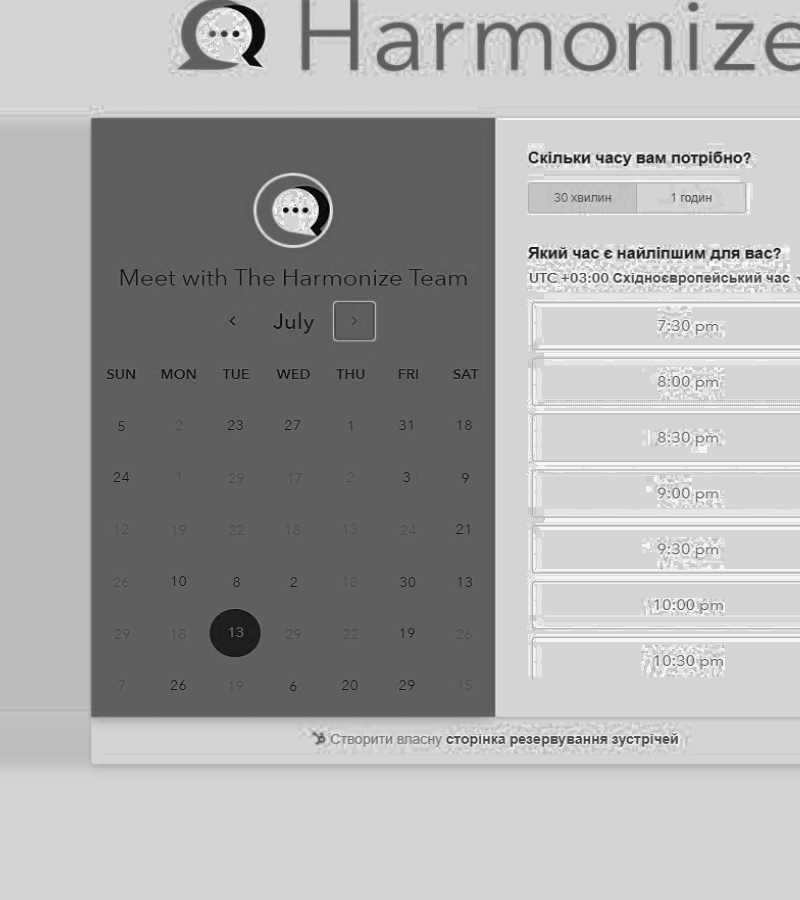 Harmonize
Meet with The Harmonize Team
July
SUN MON TUE WED THU FRI SAT
5 2 23 27 1 31 18
24 1 29 17 2 3 9
12 19 22 18 13 24 21
26 10 8 2 18 30 13
29 18 13 29 22 19 26
7 26 19 6 20 29 15
Скільки часу вам потрібно?
30 хвилин 1 годин
Який час є найліпшим для вас?
UTC +03:00 Східноєвропейський час
7:30 pm
8:00 pm
8:30 pm
9:00 pm
9:30 pm
10:00 pm
10:30 pm
Створити власну сторінка резервування зустрічей